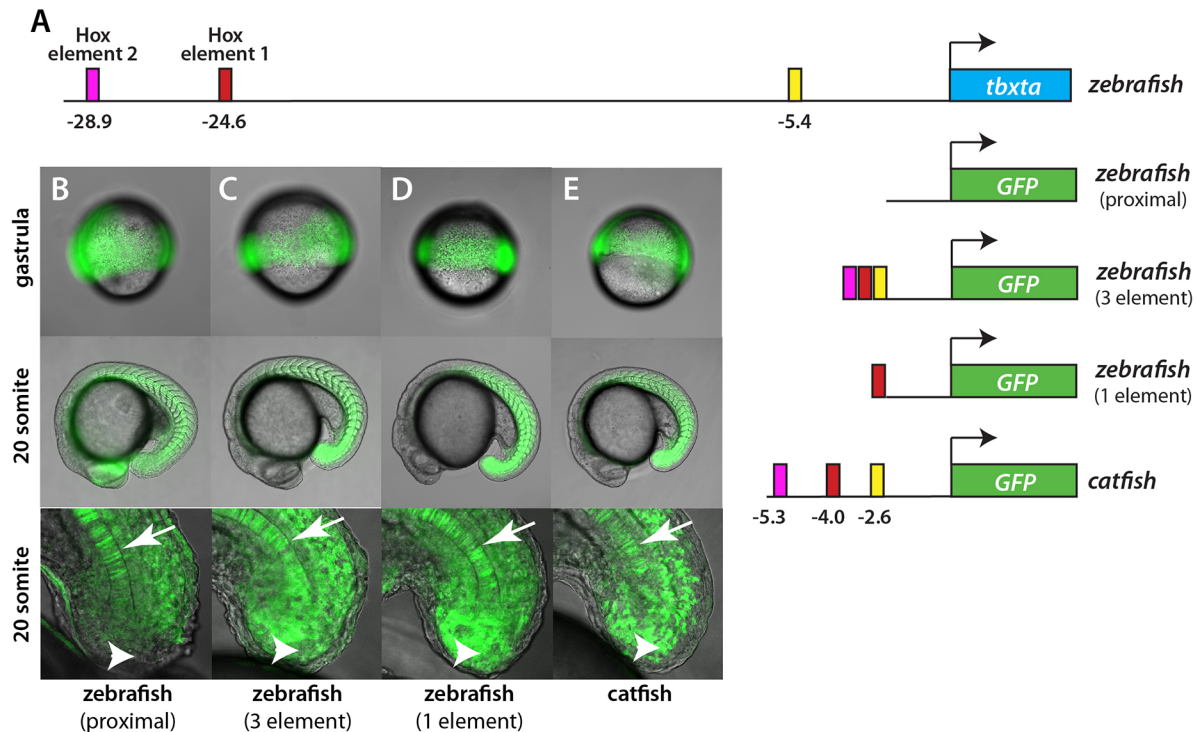 A
Hox
element 2
Hox
element 1
tbxta
zebrafish
-28.9
-24.6
-5.4
GFP
zebrafish
(proximal)
GFP
zebrafish
(3 element)
GFP
zebrafish
(1 element)
GFP
catfish
-5.3
-4.0
-2.6
B
C
D
E
gastrula
20 somite
20 somite
zebrafish
(proximal)
zebrafish
(3 element)
zebrafish
(1 element)
catfish